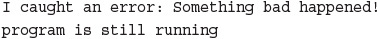 I caught an error: Something bad happened!
program is still running